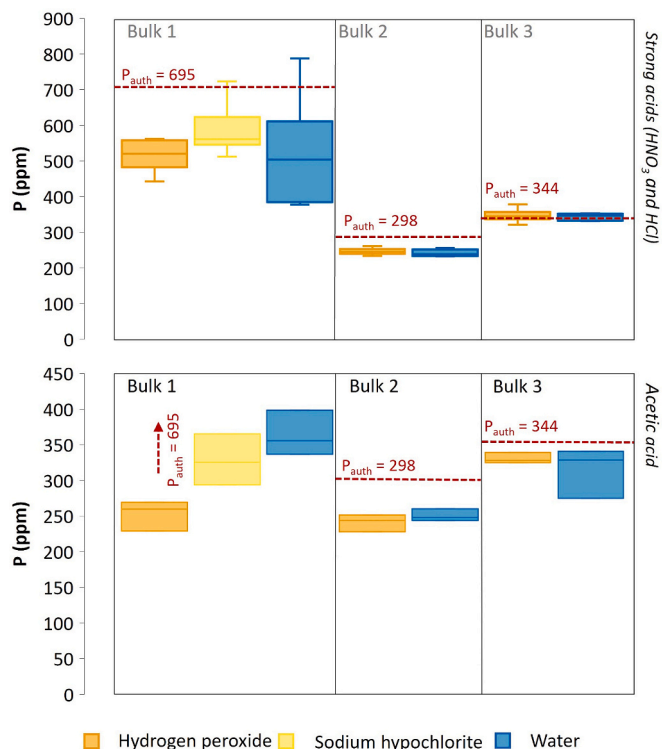 900
800
700
600
500
400
300
200
100
0
P (ppm)
Bulk 1
Bulk 2
Bulk 3
Pauth = 695
Pauth = 298
Pauth = 344
Strong acids (HNO3 and HCl)
450
400
350
300
250
200
150
100
50
0
P (ppm)
Bulk 1
Bulk 2
Bulk 3
Pauth = 695
Pauth = 298
Pauth = 344
Acetic acid
Hydrogen peroxide
Sodium hypochlorite
Water